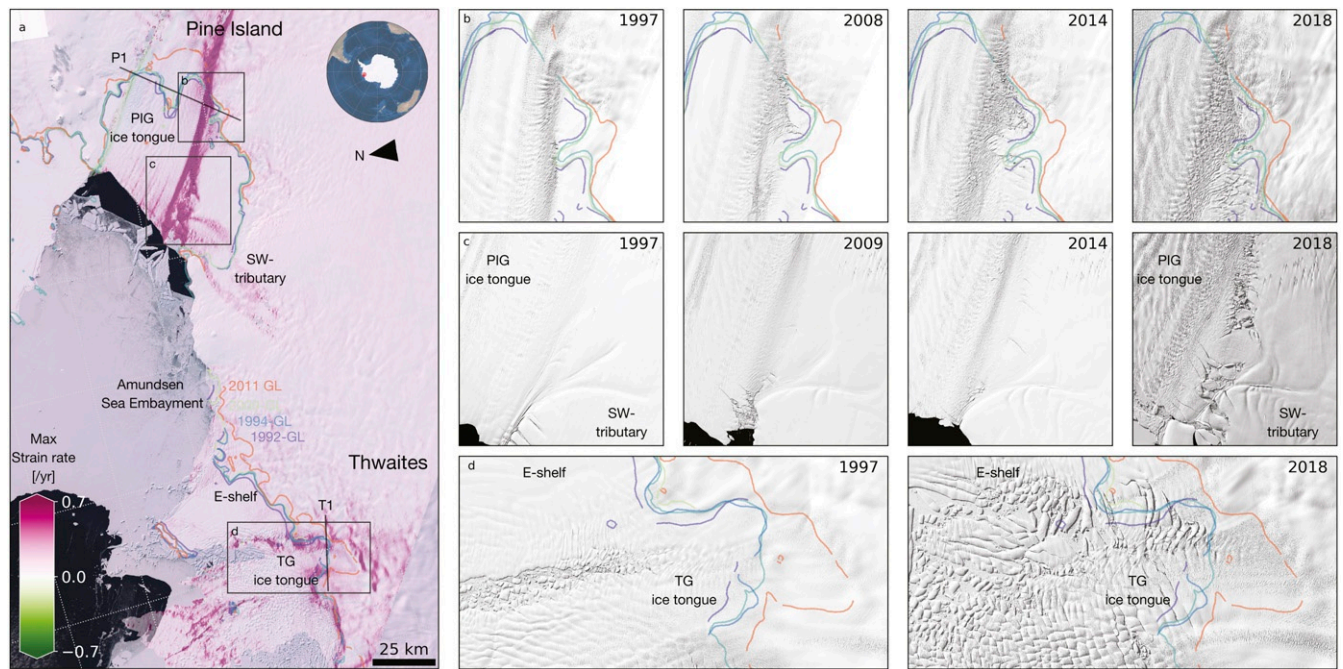 a
Pine Island
P1
b
PIG
ice tongue
N
c
SW-
tributary
Amundsen
Sea Embayment
2011 GL
1994-GL
1992-GL
Max
Strain rate
[/yr]
0.7
0.0
−0.7
Thwaites
E-shelf
T1
d
TG
ice tongue
25 km
b
1997
2008
2014
2018
c
1997
PIG
ice tongue
SW-
tributary
2009
2014
2018
PIG
ice tongue
SW-
tributary
d
E-shelf
1997
TG
ice tongue
E-shelf
2018
TG
ice tongue